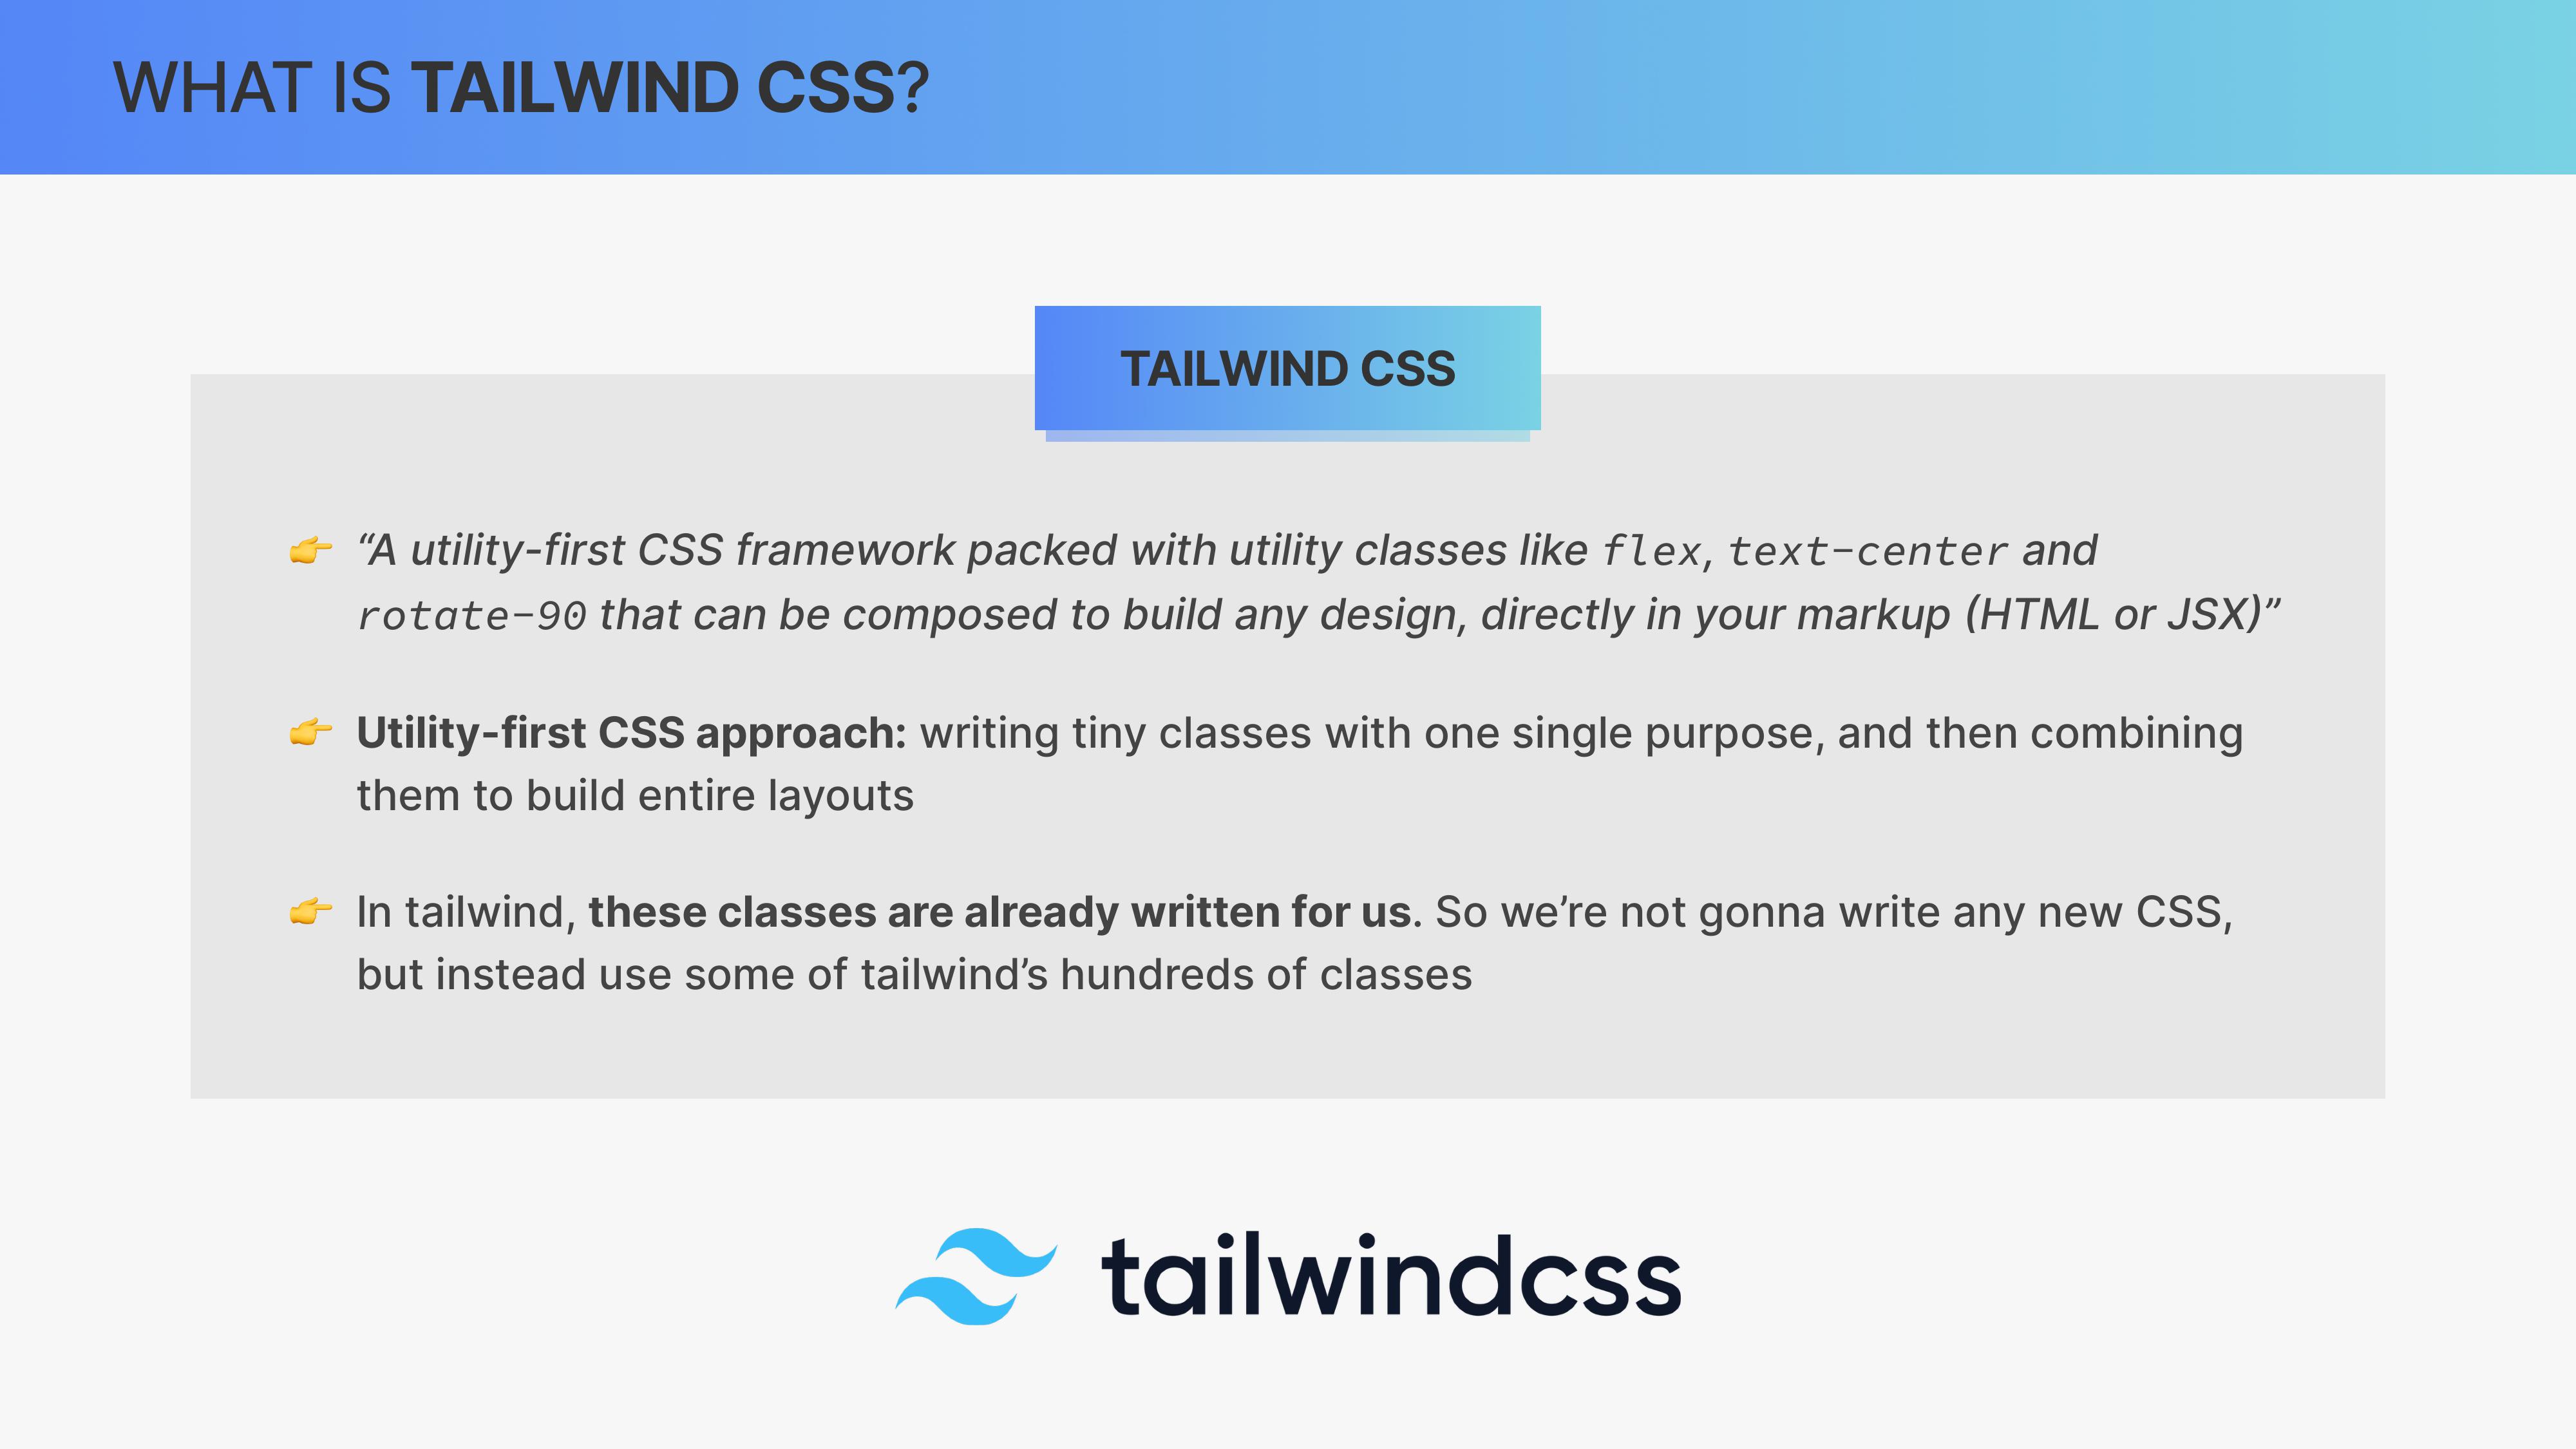 WHAT IS TAILWIND CSS?
TAILWIND CSS
👉 “A utility-first CSS framework packed with utility classes like flex, text-center and
rotate-90 that can be composed to build any design, directly in your markup (HTML or JSX)”
👉 Utility-first CSS approach: writing tiny classes with one single purpose, and then combining
them to build entire layouts
👉 In tailwind, these classes are already written for us. So we’re not gonna write any new CSS,
but instead use some of tailwind’s hundreds of classes
tailwindcss